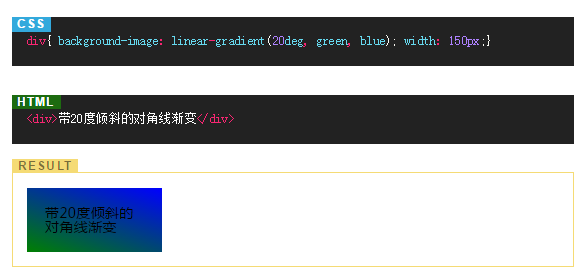 CSS
div{ background-image: linear-gradient(20deg, green, blue); width: 150px;}
HTML
<div>带20度倾斜的对角线渐变</div>
RESULT
带20度倾斜的
对角线渐变